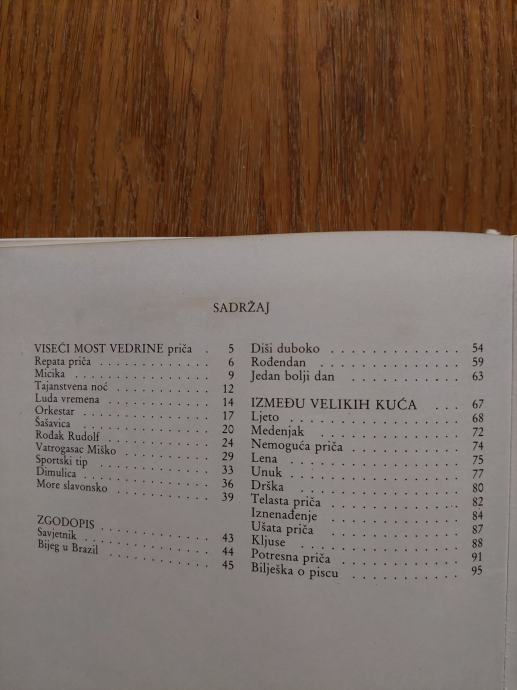 SADRŽAJ
VISEĆI MOST VEDRINE priča . 5
Repata priča . . . . . . . . . . 6
Micika . . . . . . . . . . 9
Tajanstvena noć . . . . . . . . . . 12
Luda vremena . . . . . . . . . . 14
Orkestar . . . . . . . . . . 17
Šašavica . . . . . . . . . . 20
Rođak Rudolf . . . . . . . . . . 24
Vatrogasac Miško . . . . . . . . . . 29
Sportski tip . . . . . . . . . . 33
Dimulica . . . . . . . . . . 36
More slavonsko . . . . . . . . . . 39
ZGODOPIS . . . . . . . . . . 43
Savjetnik . . . . . . . . . . 44
Bijeg u Brazil . . . . . . . . . . 45
Diši duboko . . . . . . . . . . 54
Rođendan . . . . . . . . . . 59
Jedan bolji dan . . . . . . . . . . 63
IZMEĐU VELIKIH KUĆA . . . . 67
Ljeto . . . . . . . . . . 68
Medenjak . . . . . . . . . . 72
Nemoguća priča . . . . . . . . . . 74
Lena . . . . . . . . . . 75
Unuk . . . . . . . . . . 77
Drška . . . . . . . . . . 80
Telasta priča . . . . . . . . . . 82
Iznenađenje . . . . . . . . . . 84
Ušata priča . . . . . . . . . . 87
Kljuse . . . . . . . . . . 88
Potresna priča . . . . . . . . . . 91
Bilješka o piscu . . . . . . . . . . 95